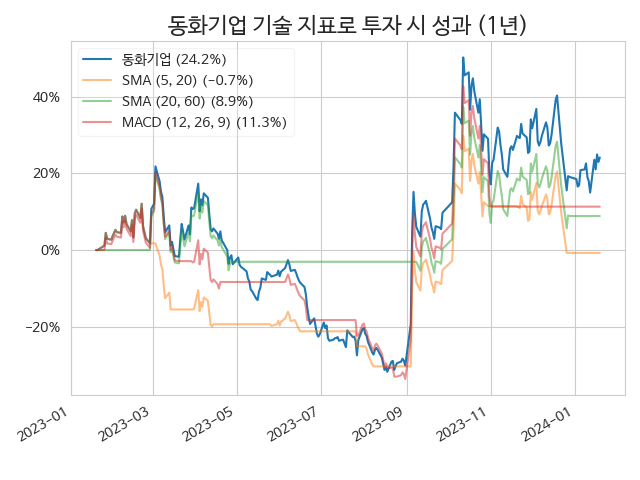 동화기업 기술 지표로 투자 시 성과 (1년)
동화기업 (24.2%)
SMA (5, 20) (−0.7%)
SMA (20, 60) (8.9%)
MACD (12, 26, 9) (11.3%)
40%
20%
0%
−20%
2023-01
2023-03
2023-05
2023-07
2023-09
2023-11
2024-01